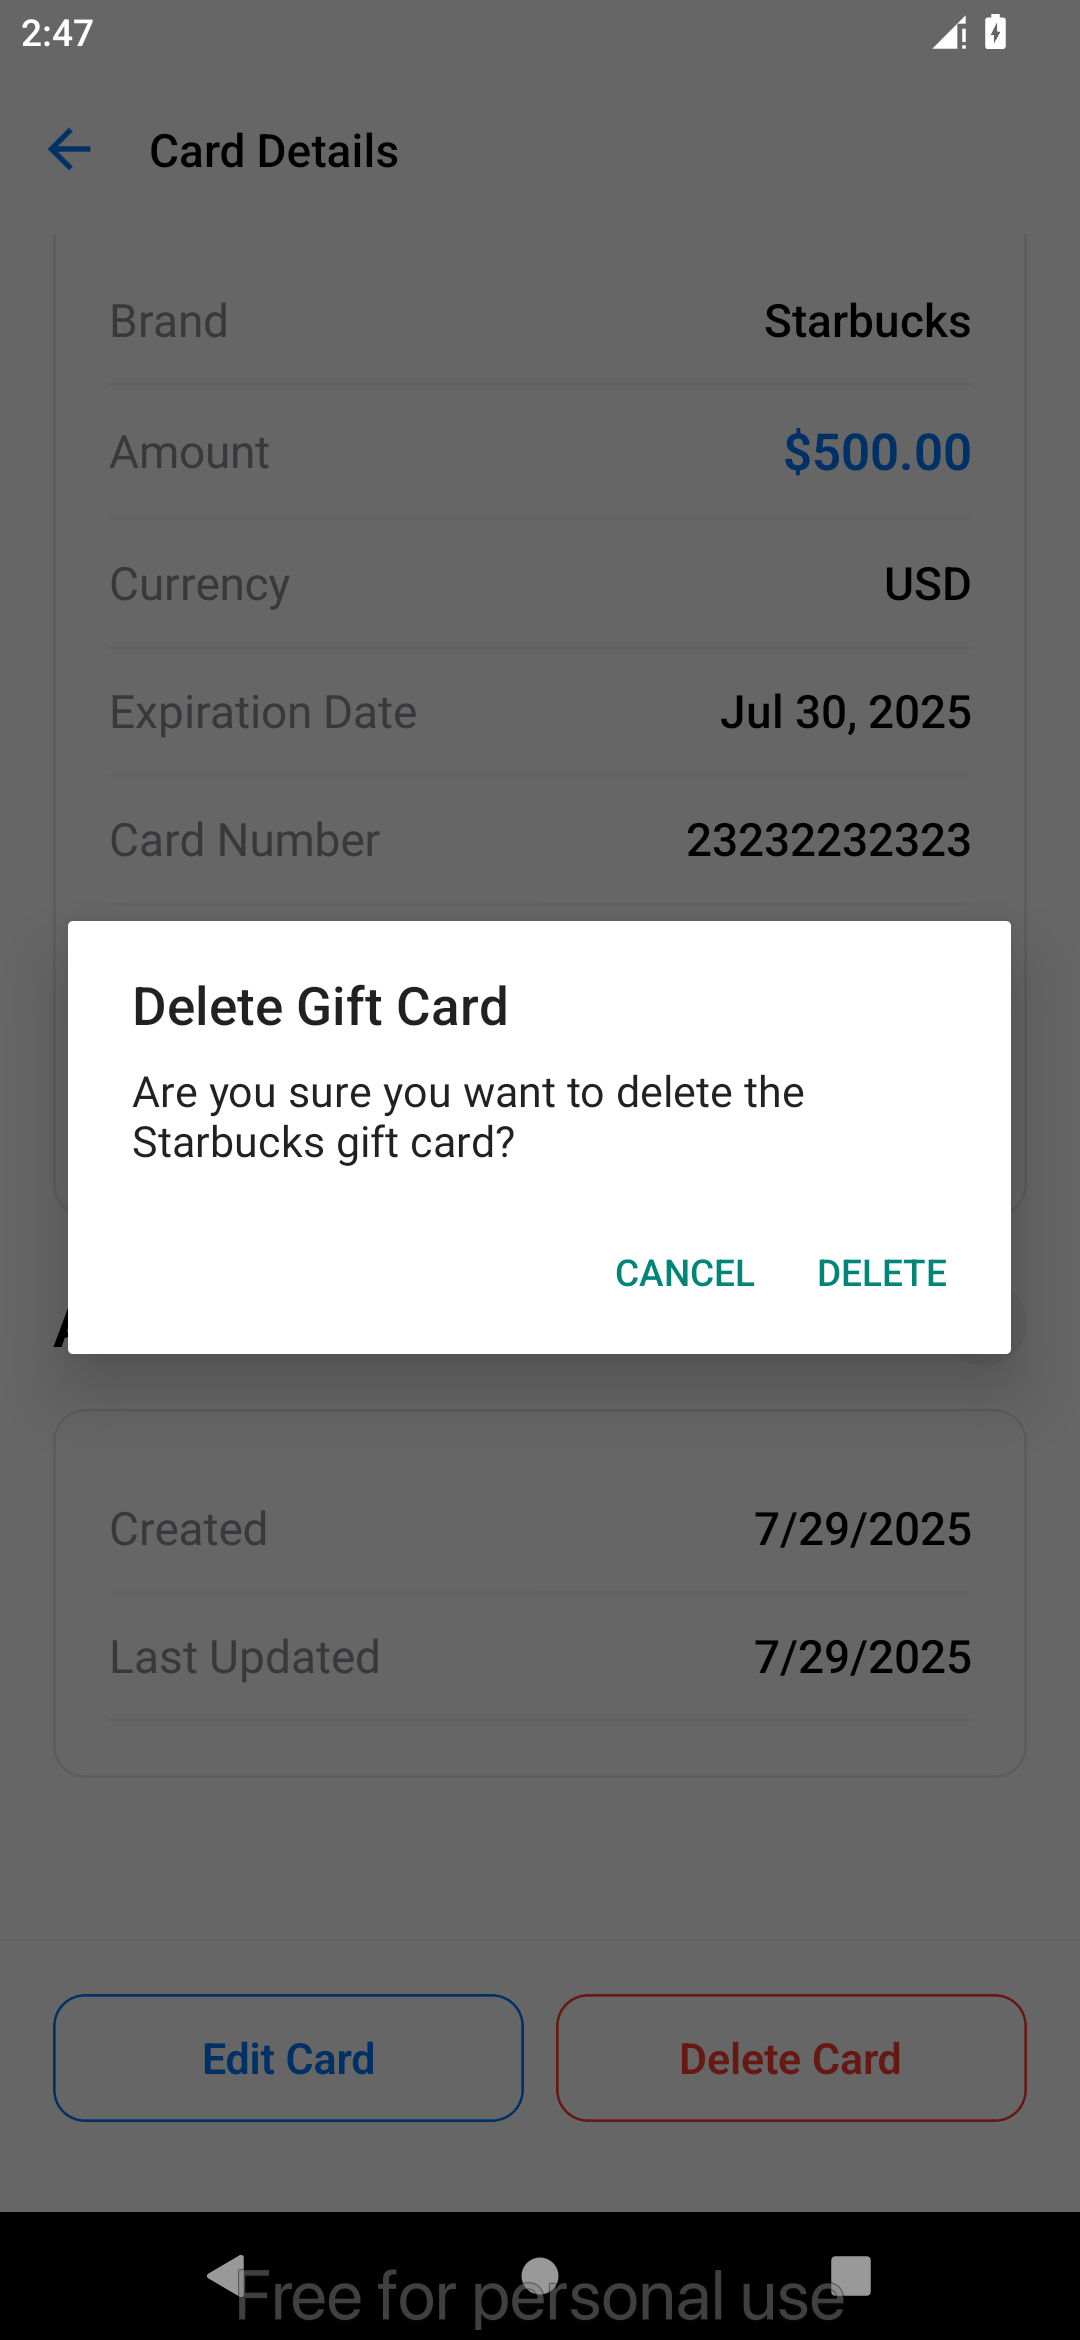 2:47
Card Details
Brand Starbucks
Amount $500.00
Currency USD
Expiration Date Jul 30, 2025
Card Number 23232232323
Delete Gift Card
Are you sure you want to delete the
Starbucks gift card?
CANCEL DELETE
Created 7/29/2025
Last Updated 7/29/2025
Edit Card Delete Card
Free for personal use